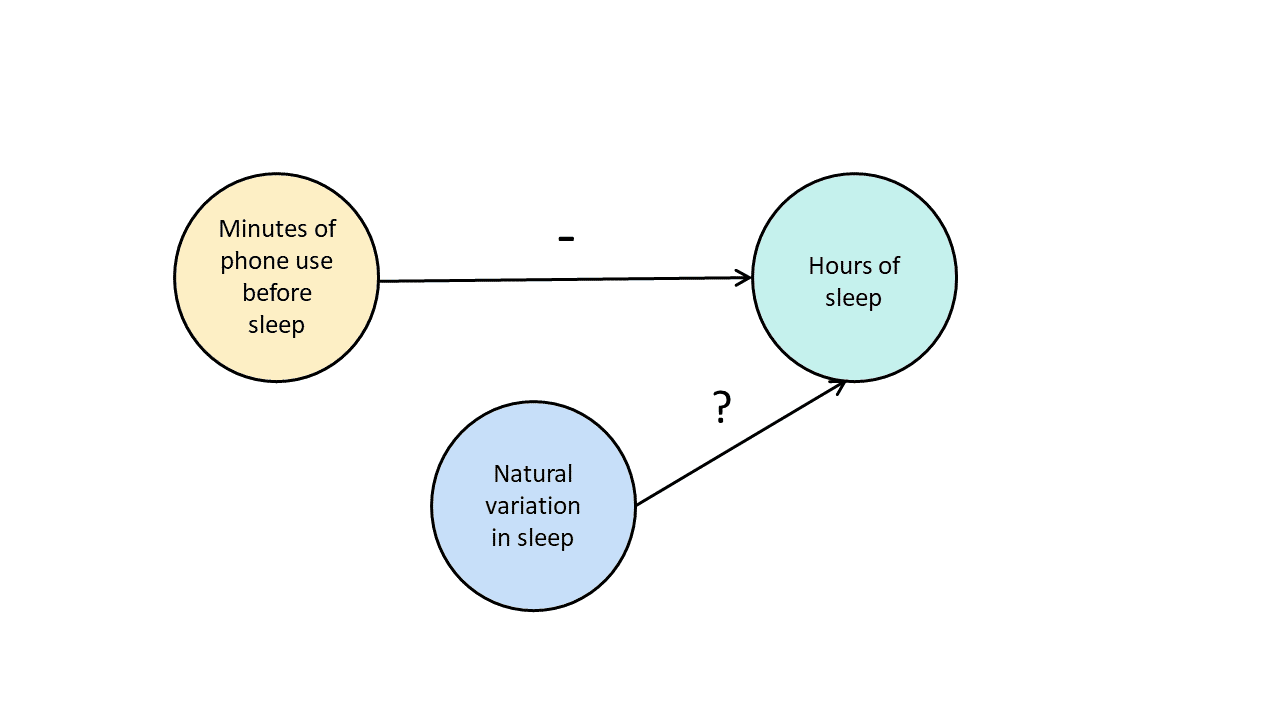 Minutes of
phone use
before
sleep
-
Hours of
sleep
?
Natural
variation
in sleep